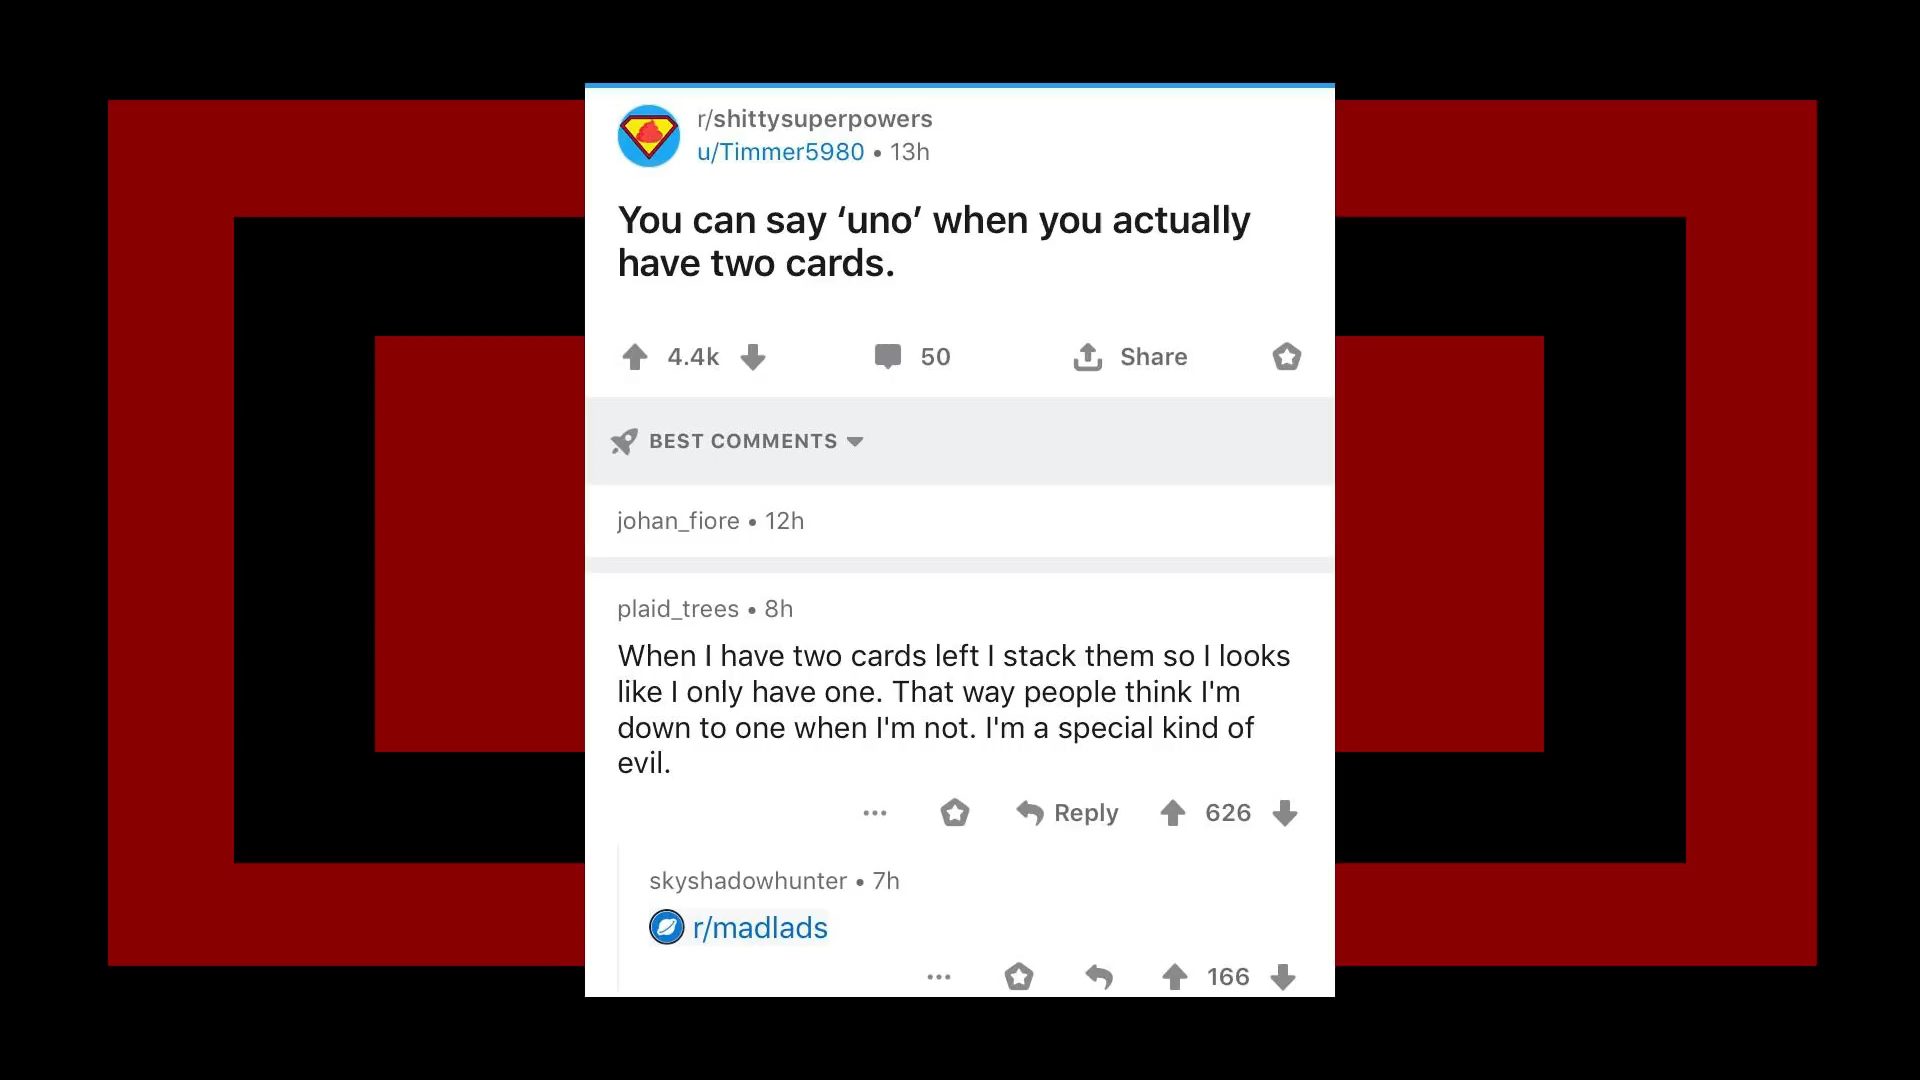 r/shittysuperpowers
u/Timmer5980 • 13h
You can say ‘uno’ when you actually
have two cards.
4.4k
50
Share
BEST COMMENTS
johan_fiore • 12h
plaid_trees • 8h
When I have two cards left I stack them so I looks
like I only have one. That way people think I'm
down to one when I'm not. I'm a special kind of
evil.
Reply
626
skyshadowhunter • 7h
r/madlads
166